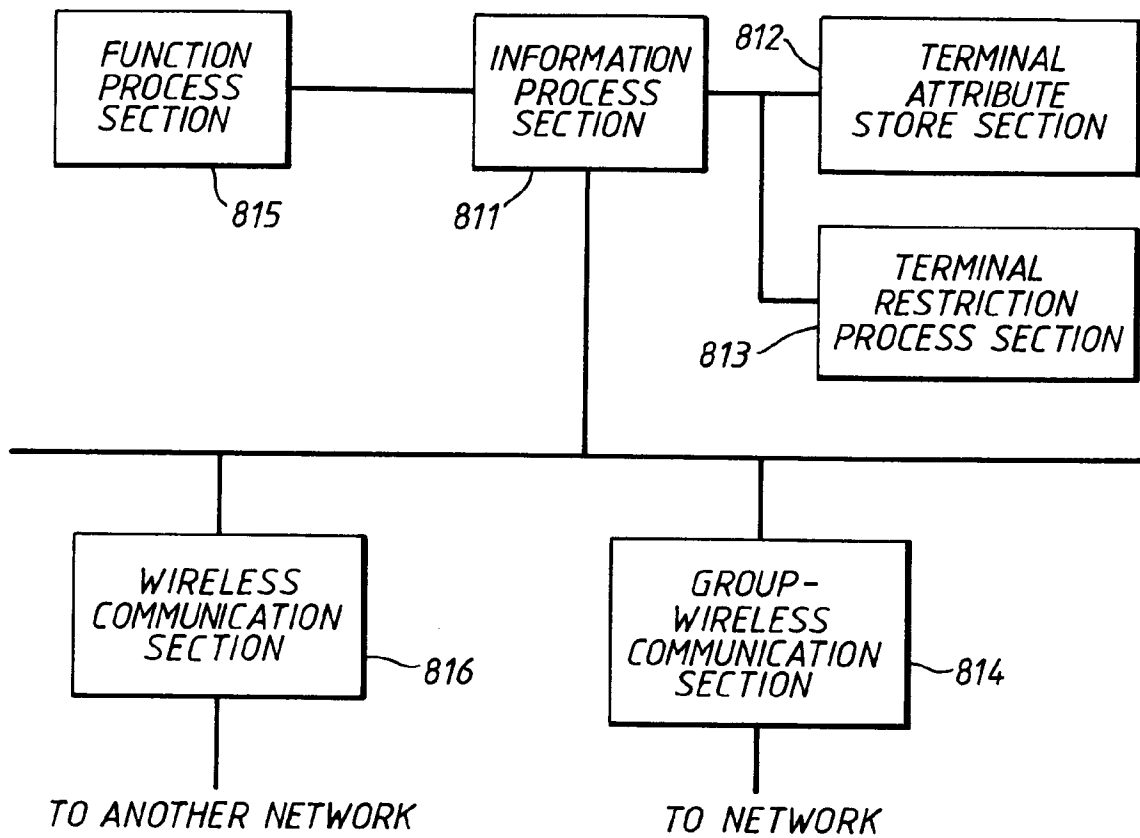 FUNCTION
PROCESS
SECTION
815
INFORMATION
PROCESS
SECTION
811
812
TERMINAL
ATTRIBUTE
STORE SECTION
TERMINAL
RESTRICTION
PROCESS SECTION
813
WIRELESS
COMMUNICATION
SECTION
816
GROUP-
WIRELESS
COMMUNICATION
SECTION
814
TO ANOTHER NETWORK
TO NETWORK